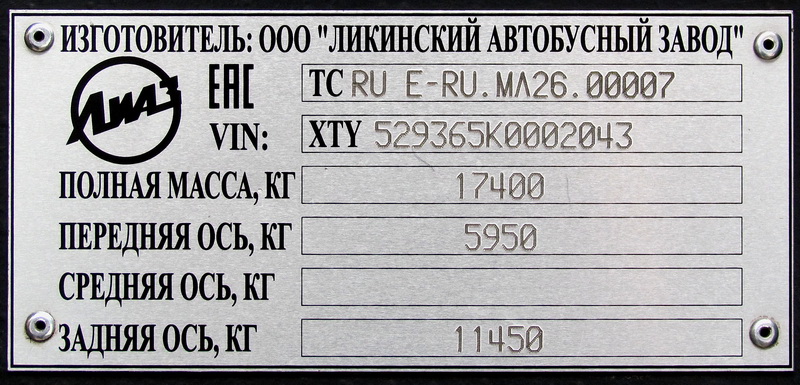 ИЗГОТОВИТЕЛЬ: ООО "ЛИКИНСКИЙ АВТОБУСНЫЙ ЗАВОД"
ЛиАЗ
EAC ТС RU E-RU.МЛ26.00007
VIN: XTY 529365K0002043
ПОЛНАЯ МАССА, КГ 17400
ПЕРЕДНЯЯ ОСЬ, КГ 5950
СРЕДНЯЯ ОСЬ, КГ
ЗАДНЯЯ ОСЬ, КГ 11450